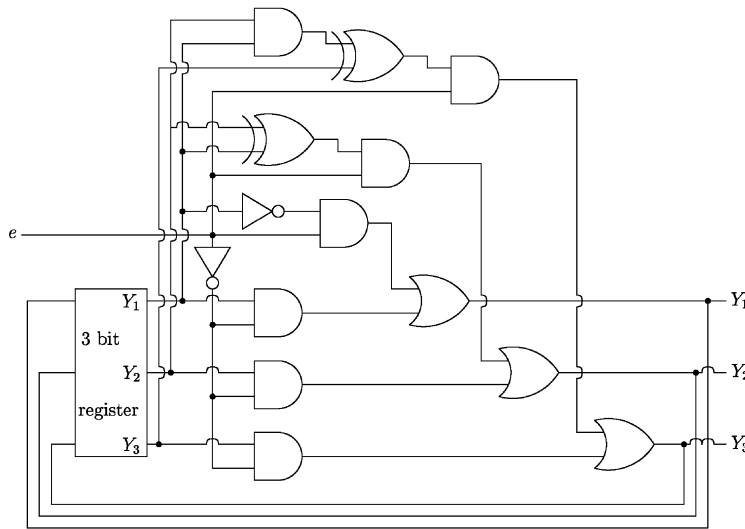 e
Y₁
3 bit
Y₂
register
Y₃
Y₁
Y₂
Y₃